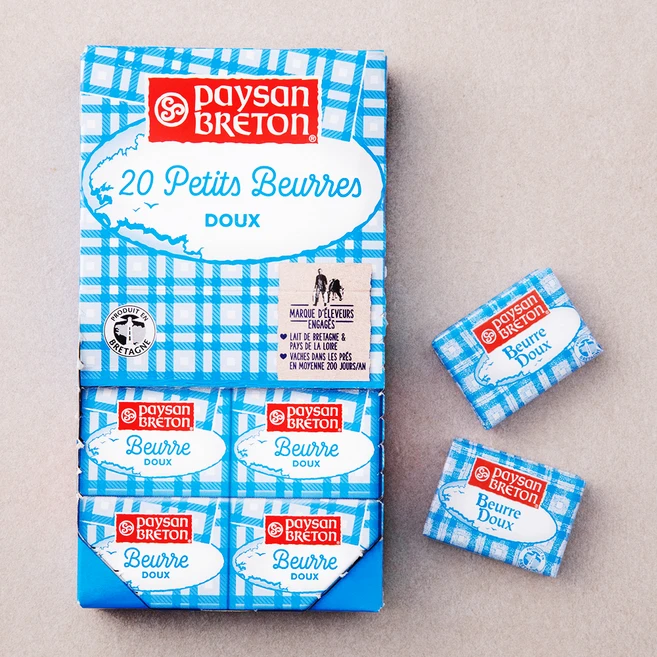 paysan
BRETON®
20 Petits Beurres
DOUX
PRODUIT EN
BRETAGNE
MARQUE D'ÉLEVEURS
ENGAGÉS
LAIT DE BRETAGNE &
PAYS DE LA LOIRE
VACHES DANS LES PRÉS
EN MOYENNE 200 JOURS/AN
paysan
BRETON
Beurre
DOUX
paysan
BRETON
Beurre
DOUX
paysan
BRETON
Beurre
DOUX
paysan
BRETON
Beurre
DOUX
paysan
BRETON
Beurre
Doux
paysan
BRETON
Beurre
Doux